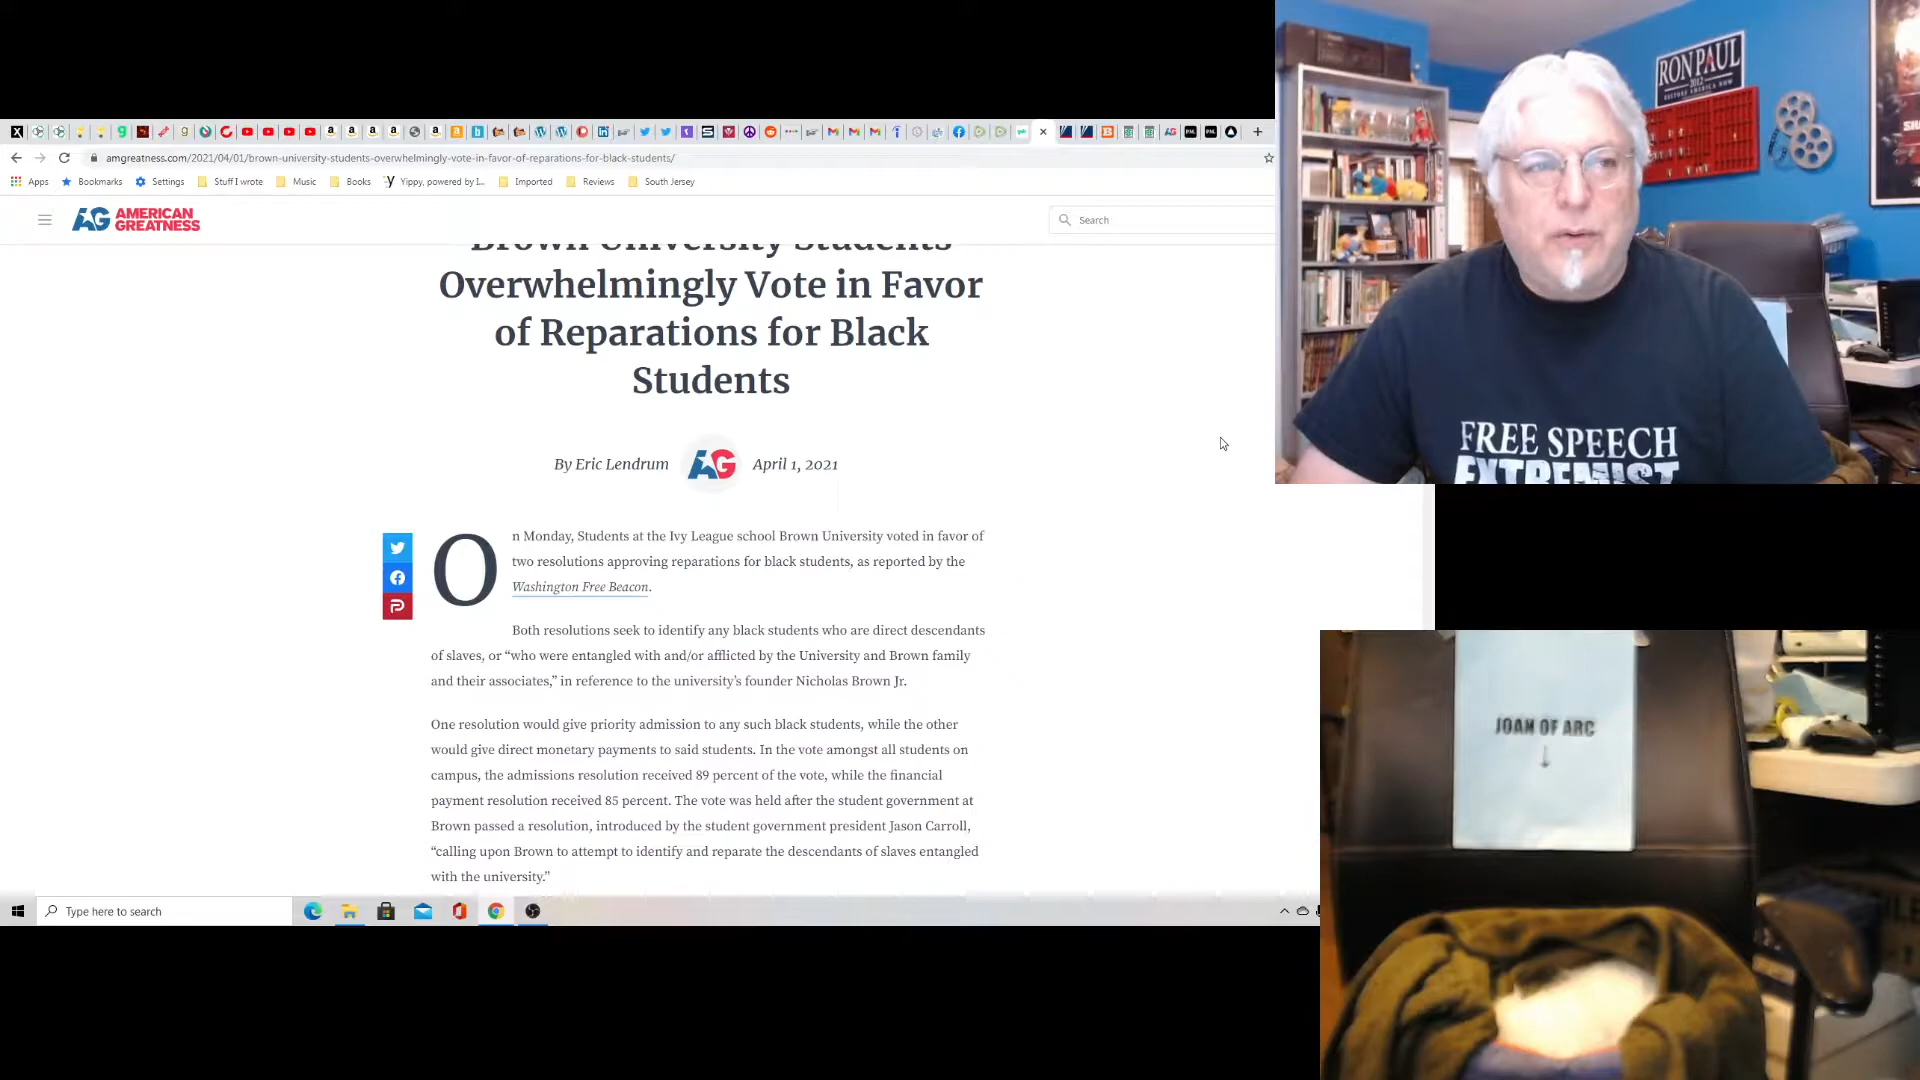 amgreatness.com/2021/04/01/brown-university-students-overwhelmingly-vote-in-favor-of-reparations-for-black-students/
Apps Bookmarks Settings Stuff I wrote Music Books Yippy, powered by I... Imported Reviews South Jersey
AG AMERICAN
GREATNESS
Search
Brown University Students
Overwhelmingly Vote in Favor
of Reparations for Black
Students
By Eric Lendrum AG April 1, 2021
On Monday, Students at the Ivy League school Brown University voted in favor of
two resolutions approving reparations for black students, as reported by the
Washington Free Beacon.
Both resolutions seek to identify any black students who are direct descendants
of slaves, or “who were entangled with and/or afflicted by the University and Brown family
and their associates,” in reference to the university’s founder Nicholas Brown Jr.
One resolution would give priority admission to any such black students, while the other
would give direct monetary payments to said students. In the vote amongst all students on
campus, the admissions resolution received 89 percent of the vote, while the financial
payment resolution received 85 percent. The vote was held after the student government at
Brown passed a resolution, introduced by the student government president Jason Carroll,
“calling upon Brown to attempt to identify and reparate the descendants of slaves entangled
with the university.”
Type here to search
RON PAUL
2012
RESTORE AMERICA NOW
FREE SPEECH
EXTREMIST
JOAN OF ARC